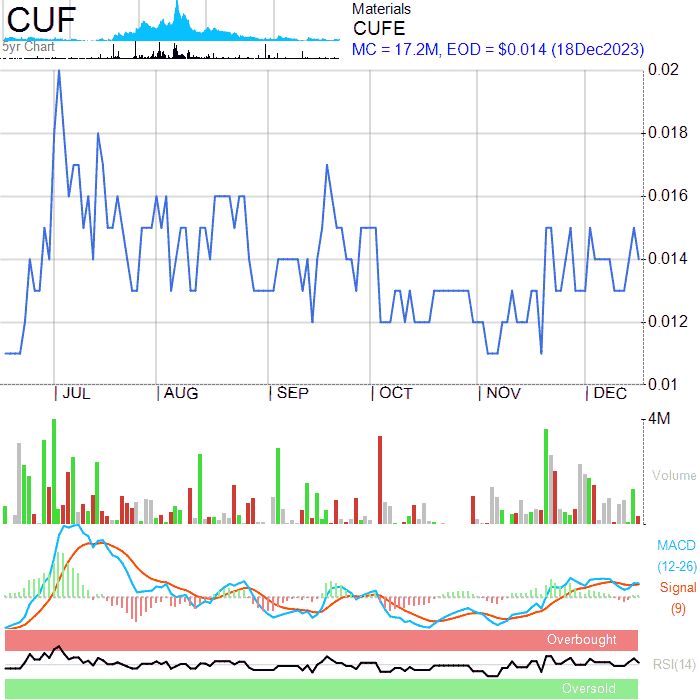 CUF
5yr Chart
Materials
CUFE
MC = 17.2M, EOD = $0.014 (18Dec2023)
0.02
0.018
0.016
0.014
0.012
0.01
JUL AUG SEP OCT NOV DEC
4M
Volume
MACD
(12-26)
Signal
(9)
Overbought
RSI(14)
Oversold